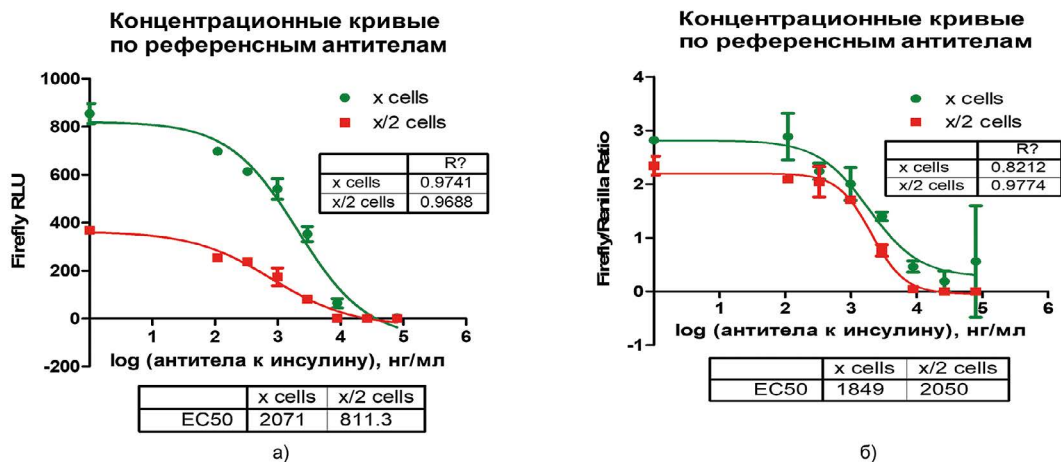 Концентрационные кривые
по референсным антителам
1000
800
600
400
200
0
-200
Firefly RLU
x cells
x/2 cells
R?
x cells 0.9741
x/2 cells 0.9688
1 2 3 4 5 6
log (антитела к инсулину), нг/мл
x cells x/2 cells
EC50 2071 811.3
а)
Концентрационные кривые
по референсным антителам
4
3
2
1
0
-1
Firefly/Renilla Ratio
x cells
x/2 cells
R?
x cells 0.8212
x/2 cells 0.9774
1 2 3 4 5 6
log (антитела к инсулину), нг/мл
x cells x/2 cells
EC50 1849 2050
б)